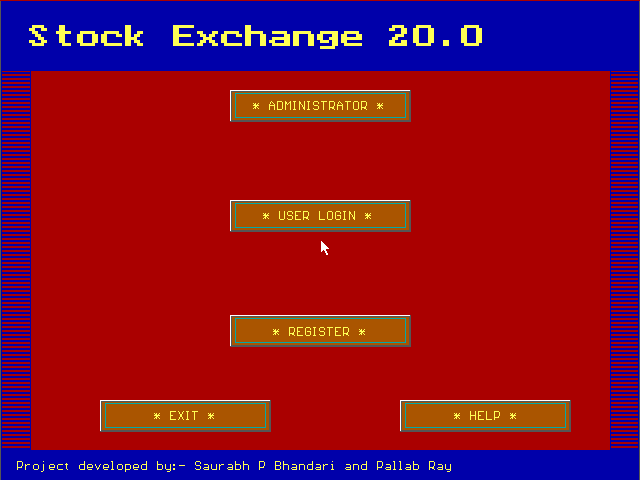 Stock Exchange 20.0
* ADMINISTRATOR *
* USER LOGIN *
* REGISTER *
* EXIT *
* HELP *
Project developed by:- Saurabh P Bhandari and Pallab Ray